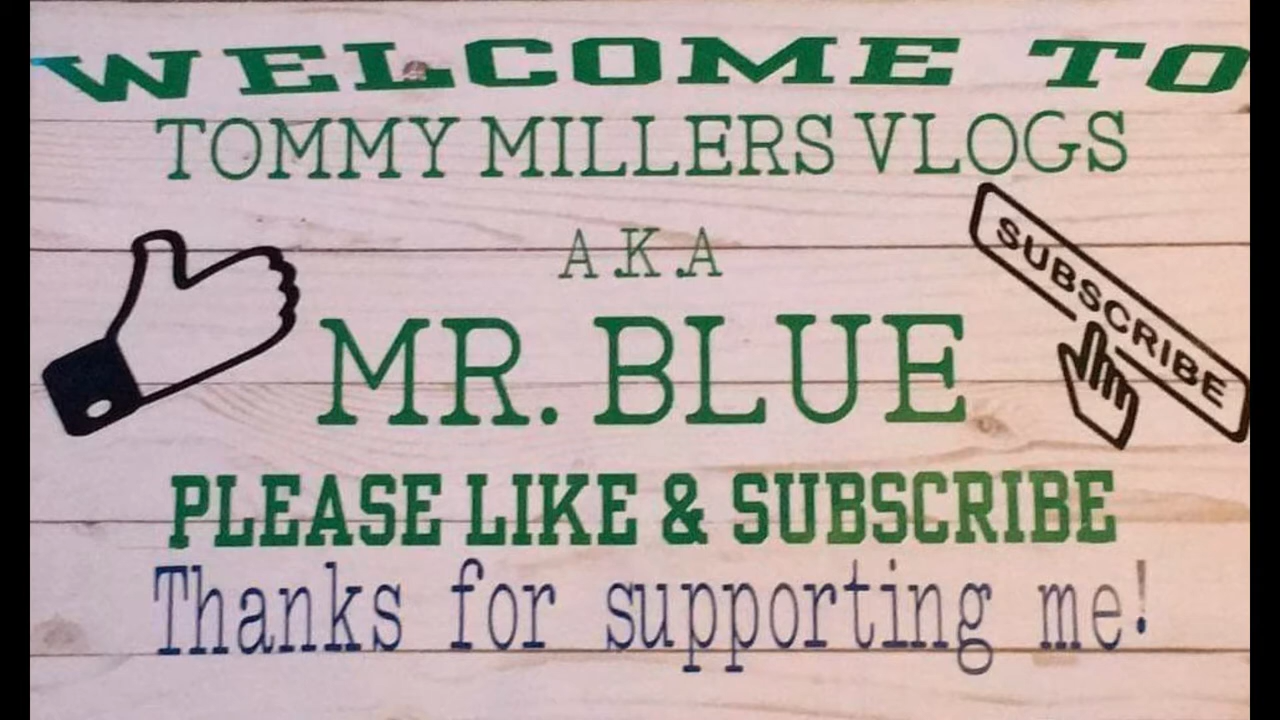 WELCOME TO
TOMMY MILLERS VLOGS
A.K.A
MR. BLUE
SUBSCRIBE
PLEASE LIKE & SUBSCRIBE
Thanks for supporting me!